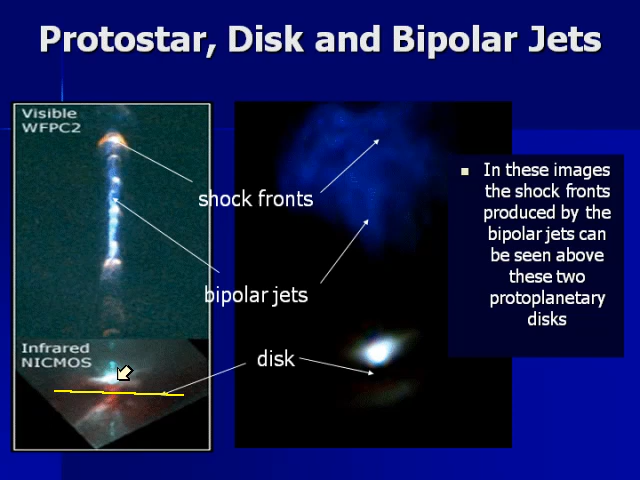 Protostar, Disk and Bipolar Jets
Visible
WFPC2
shock fronts
bipolar jets
Infrared
NICMOS
disk
In these images
the shock fronts
produced by the
bipolar jets can
be seen above
these two
protoplanetary
disks